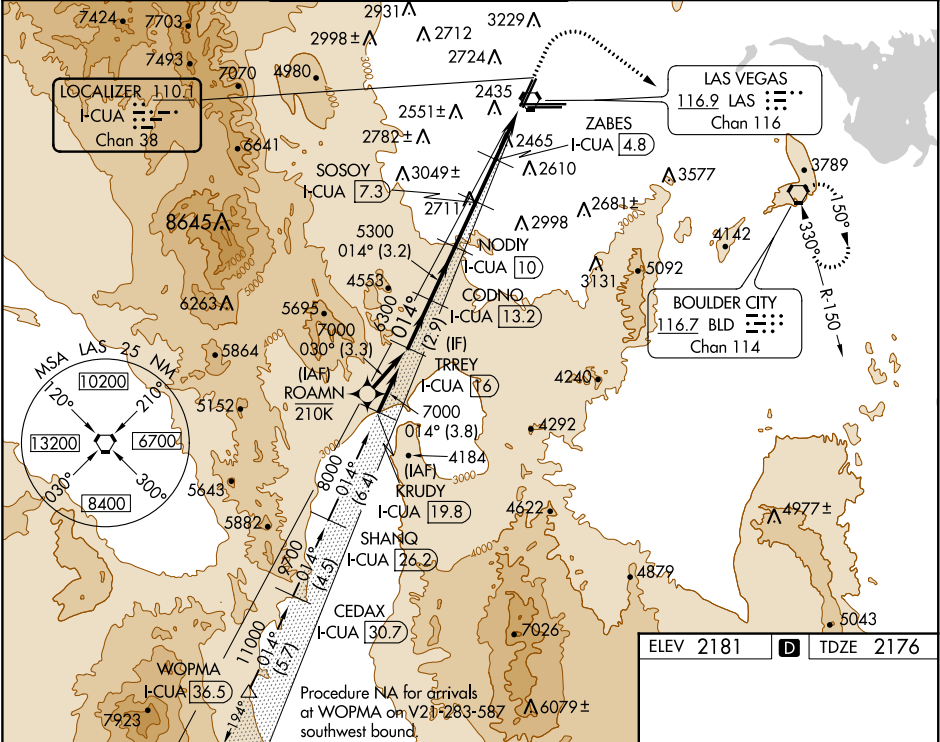 2931
3229
7424
7703
2998±
2712
7493
2724
7070
4980
LOCALIZER 110.1
I-CUA
Chan 38
2435
LAS VEGAS
116.9 LAS
Chan 116
2551±
ZABES
I-CUA 4.8
2782±
2465
6641
SOSOY
I-CUA 7.3
3049±
2610
3577
3789
2711
2681±
150°
8645
2998
330°
5300
014° (3.2)
NODIY
I-CUA 10
4142
7000
6000
5000
3000
4553
3131
5092
R-150
6263
5695
6300
014°
CODNO
I-CUA 13.2
BOULDER CITY
116.7 BLD
Chan 114
7000
030° (3.3)
(2.9)
5864
(IF)
TRREY
I-CUA 16
MSA LAS 25 NM
(IAF)
ROAMN
210K
4240
10200
120°
210°
5152
7000
014° (3.8)
4292
13200
6700
3000
8000
014°
(6.4)
4184
3000
030°
300°
5643
(IAF)
KRUDY
I-CUA 19.8
8400
4622
4977±
5882
SHANQ
I-CUA 26.2
9700
014°
(4.5)
4000
4879
CEDAX
I-CUA 30.7
5043
11000
014°
(5.7)
7026
ELEV 2181 D TDZE 2176
WOPMA
I-CUA 36.5
Procedure NA for arrivals
at WOPMA on V21-283-587
southwest bound.
6079±
194°
7923